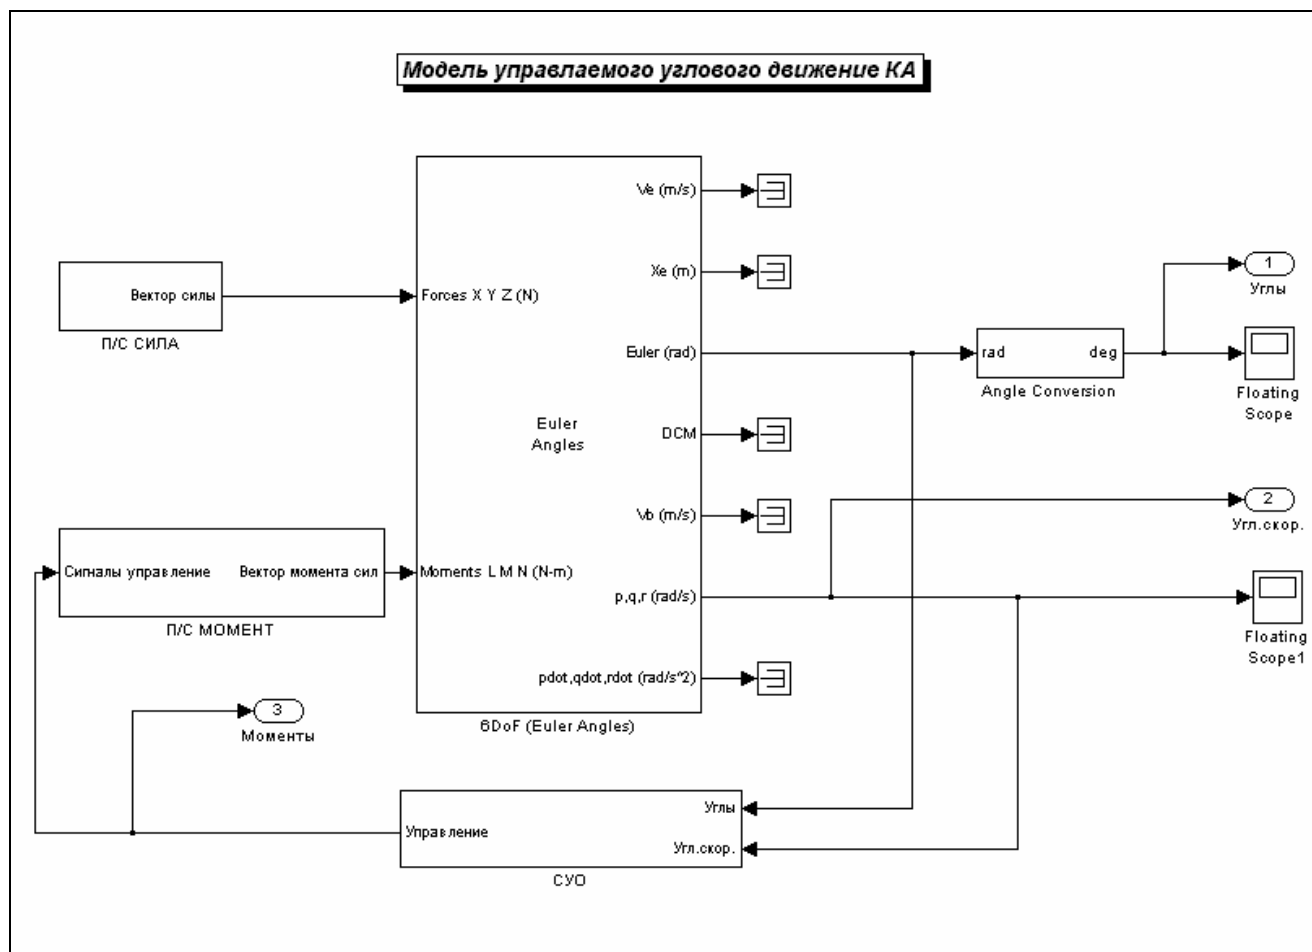 Модель управлаемого углового движение КА
Ve (m/s)
Xe (m)
1
Углы
Вектор силы
Forces X Y Z (N)
П/С СИЛА
Euler (rad)
rad
deg
Angle Conversion
Floating
Scope
Euler
Angles
DCM
2
Угл.скор.
Vb (m/s)
Сигналы управление
Вектор момента сил
Moments L M N (N-m)
П/С МОМЕНТ
p,q,r (rad/s)
Floating
Scope1
pdot,qdot,rdot (rad/s^2)
3
Моменты
6DoF (Euler Angles)
Углы
Управление
Угл.скор.
СУО